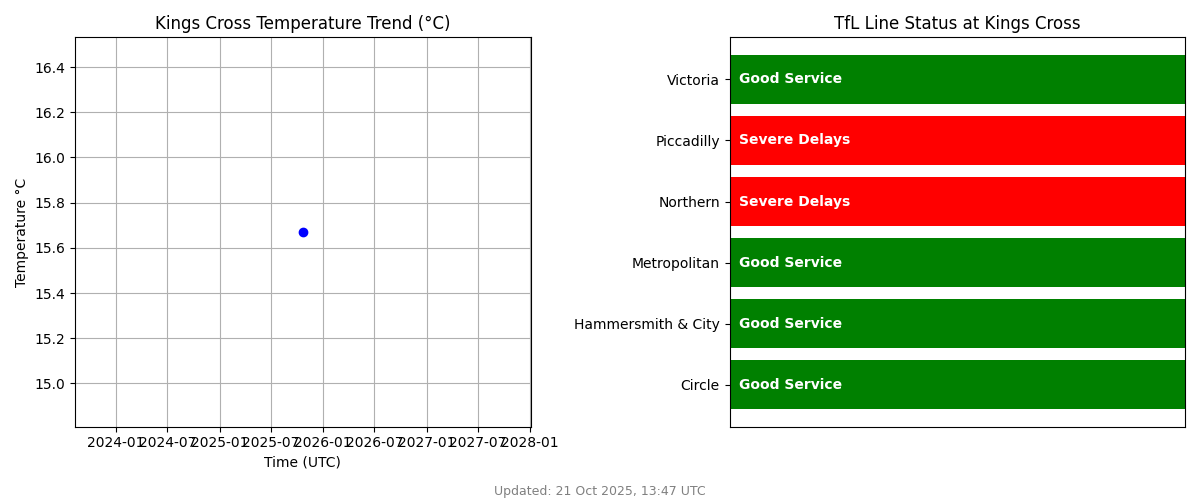 Kings Cross Temperature Trend (°C)
Temperature °C
16.4
16.2
16.0
15.8
15.6
15.4
15.2
15.0
2024-01
2024-07
2025-01
2025-07
2026-01
2026-07
2027-01
2027-07
2028-01
Time (UTC)
TfL Line Status at Kings Cross
Victoria Good Service
Piccadilly Severe Delays
Northern Severe Delays
Metropolitan Good Service
Hammersmith & City Good Service
Circle Good Service
Updated: 21 Oct 2025, 13:47 UTC